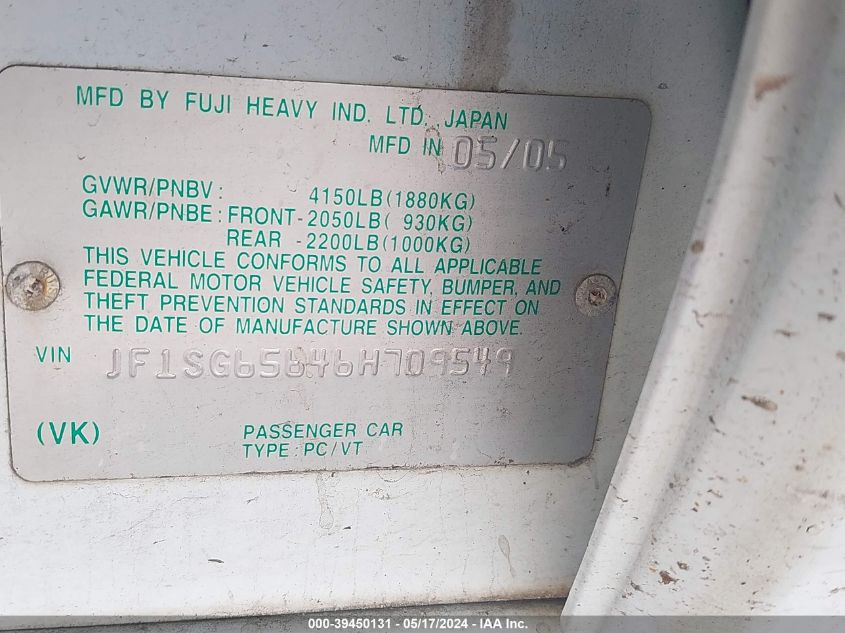 MFD BY FUJI HEAVY IND. LTD. JAPAN
MFD IN 05/05
GVWR/PNBV: 4150LB(1880KG)
GAWR/PNBE: FRONT-2050LB( 930KG)
REAR -2200LB(1000KG)
THIS VEHICLE CONFORMS TO ALL APPLICABLE
FEDERAL MOTOR VEHICLE SAFETY, BUMPER, AND
THEFT PREVENTION STANDARDS IN EFFECT ON
THE DATE OF MANUFACTURE SHOWN ABOVE.
VIN JF1SG65646H709549
(VK) PASSENGER CAR
TYPE: PC/VT
000-39450131 - 05/17/2024 - IAA Inc.